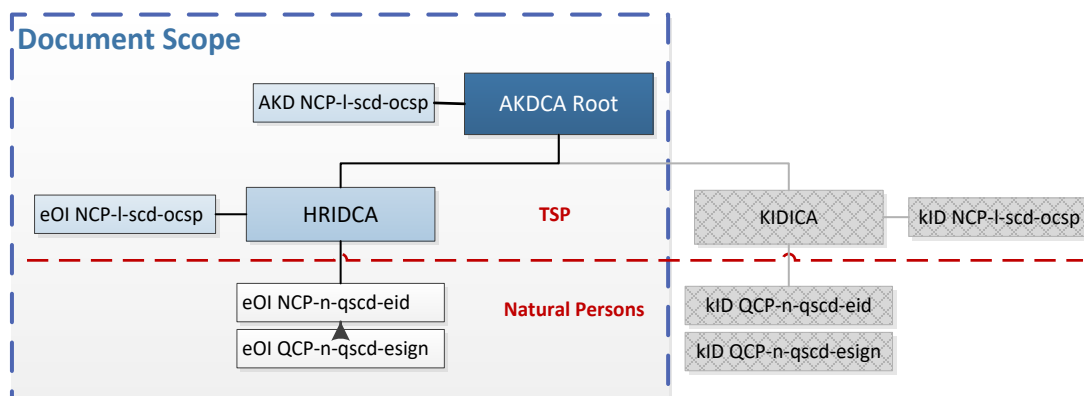 Document Scope
AKD NCP-l-scd-ocsp
AKDCA Root
eOI NCP-l-scd-ocsp
HRIDCA
TSP
KIDICA
kID NCP-l-scd-ocsp
eOI NCP-n-qscd-eid
Natural Persons
kID QCP-n-qscd-eid
eOI QCP-n-qscd-esign
kID QCP-n-qscd-esign